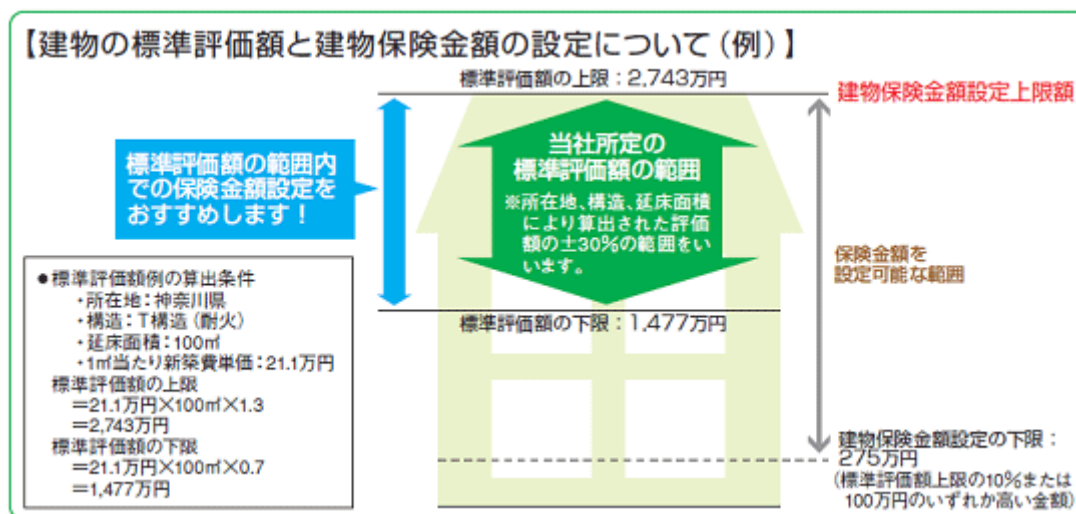 【建物の標準評価額と建物保険金額の設定について（例）】
標準評価額の上限：2,743万円
建物保険金額設定上限額
標準評価額の範囲内
での保険金額設定を
おすすめします！
当社所定の
標準評価額の範囲
※所在地、構造、延床面積
により算出された評価
額の±30％の範囲をい
います。
保険金額を
設定可能な範囲
標準評価額の下限：1,477万円
●標準評価額例の算出条件
・所在地：神奈川県
・構造：T構造（耐火）
・延床面積：100㎡
・1㎡当たり新築費単価：21.1万円
標準評価額の上限
＝21.1万円×100㎡×1.3
＝2,743万円
標準評価額の下限
＝21.1万円×100㎡×0.7
＝1,477万円
建物保険金額設定の下限：
275万円
（標準評価額上限の10％または
100万円のいずれか高い金額）